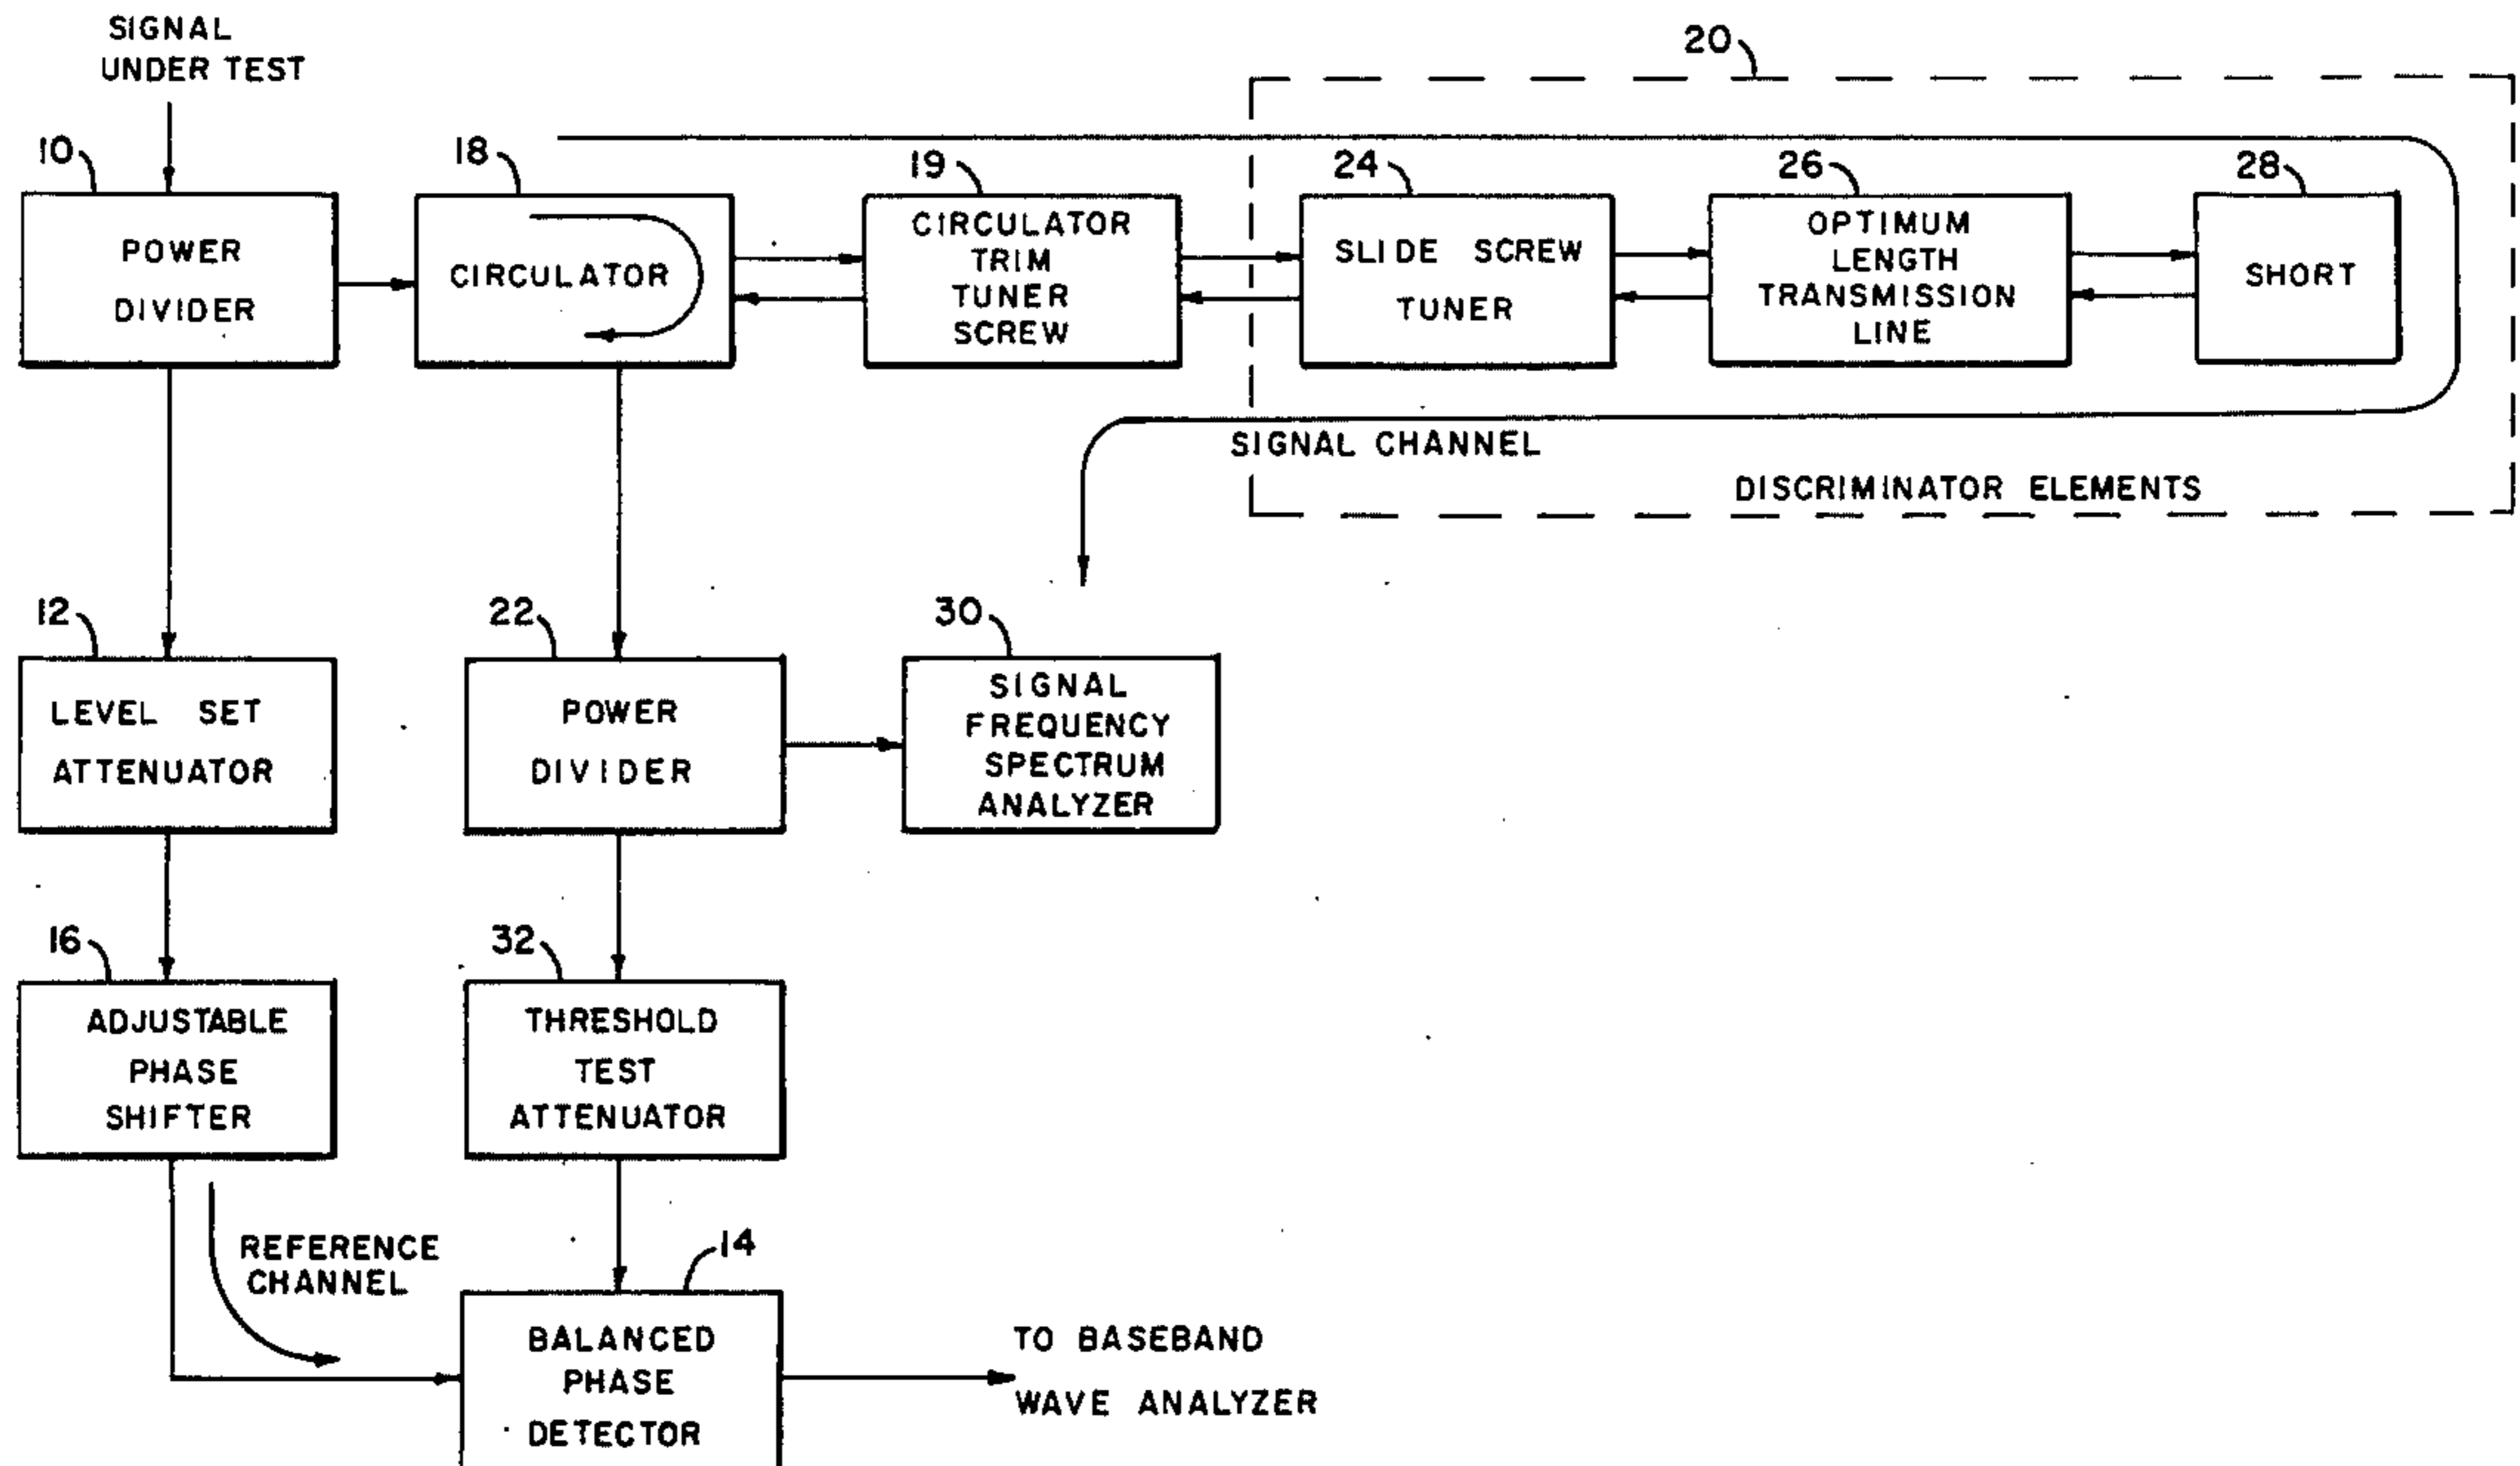 SIGNAL
UNDER TEST
20
10
18
19
24
26
28
POWER
DIVIDER
CIRCULATOR
CIRCULATOR
TRIM
TUNER
SCREW
SLIDE SCREW
TUNER
OPTIMUM
LENGTH
TRANSMISSION
LINE
SHORT
SIGNAL CHANNEL
DISCRIMINATOR ELEMENTS
12
22
30
LEVEL SET
ATTENUATOR
POWER
DIVIDER
SIGNAL
FREQUENCY
SPECTRUM
ANALYZER
16
32
ADJUSTABLE
PHASE
SHIFTER
THRESHOLD
TEST
ATTENUATOR
REFERENCE
CHANNEL
14
BALANCED
PHASE
DETECTOR
TO BASEBAND
WAVE ANALYZER